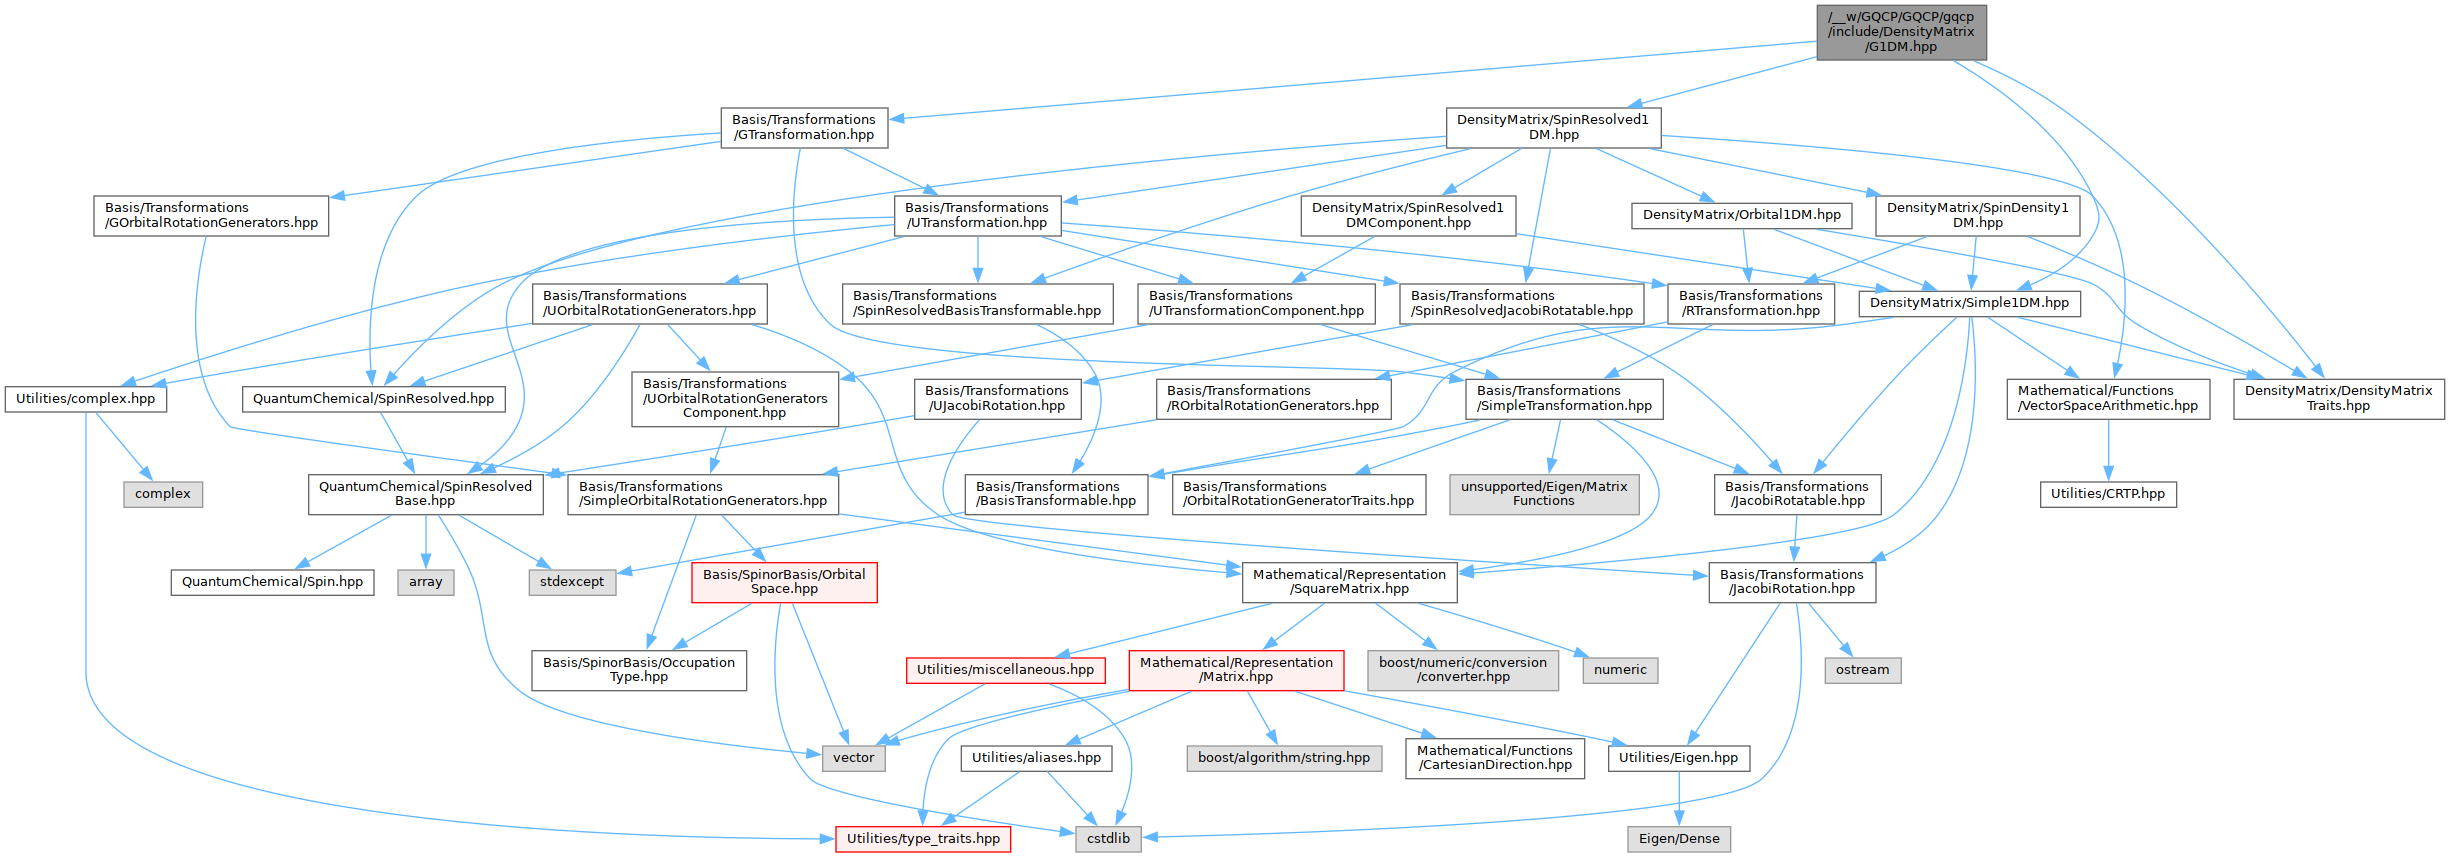 /__w/GQCP/GQCP/gqcp
/include/DensityMatrix
/G1DM.hpp
Basis/Transformations
/GTransformation.hpp
DensityMatrix/SpinResolved1
DM.hpp
Basis/Transformations
/GOrbitalRotationGenerators.hpp
Basis/Transformations
/UTransformation.hpp
DensityMatrix/SpinResolved1
DMComponent.hpp
DensityMatrix/Orbital1DM.hpp
DensityMatrix/SpinDensity1
DM.hpp
Basis/Transformations
/UOrbitalRotationGenerators.hpp
Basis/Transformations
/SpinResolvedBasisTransformable.hpp
Basis/Transformations
/UTransformationComponent.hpp
Basis/Transformations
/SpinResolvedJacobiRotatable.hpp
Basis/Transformations
/RTransformation.hpp
DensityMatrix/Simple1DM.hpp
Utilities/complex.hpp
QuantumChemical/SpinResolved.hpp
Basis/Transformations
/UOrbitalRotationGenerators
Component.hpp
Basis/Transformations
/UJacobiRotation.hpp
Basis/Transformations
/ROrbitalRotationGenerators.hpp
Basis/Transformations
/SimpleTransformation.hpp
Mathematical/Functions
/VectorSpaceArithmetic.hpp
DensityMatrix/DensityMatrix
Traits.hpp
complex
QuantumChemical/SpinResolved
Base.hpp
Basis/Transformations
/SimpleOrbitalRotationGenerators.hpp
Basis/Transformations
/BasisTransformable.hpp
Basis/Transformations
/OrbitalRotationGeneratorTraits.hpp
unsupported/Eigen/Matrix
Functions
Basis/Transformations
/JacobiRotatable.hpp
Utilities/CRTP.hpp
QuantumChemical/Spin.hpp
array
stdexcept
Basis/SpinorBasis/Orbital
Space.hpp
Mathematical/Representation
/SquareMatrix.hpp
Basis/Transformations
/JacobiRotation.hpp
Basis/SpinorBasis/Occupation
Type.hpp
Utilities/miscellaneous.hpp
Mathematical/Representation
/Matrix.hpp
boost/numeric/conversion
/converter.hpp
numeric
ostream
vector
Utilities/aliases.hpp
boost/algorithm/string.hpp
Mathematical/Functions
/CartesianDirection.hpp
Utilities/Eigen.hpp
Utilities/type_traits.hpp
cstdlib
Eigen/Dense